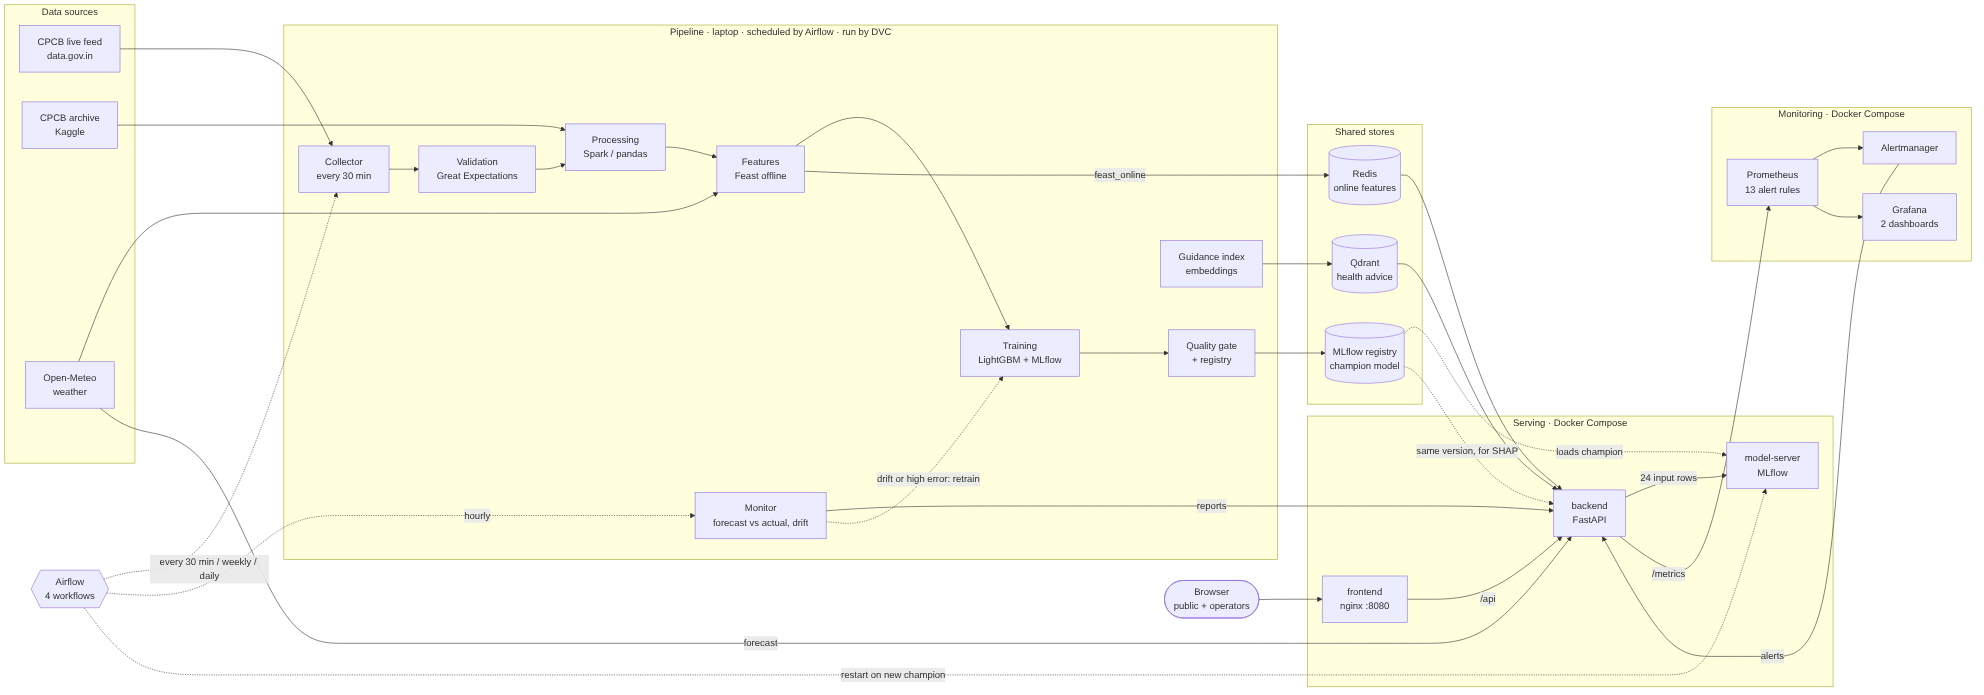 Data sources
CPCB live feed
data.gov.in
CPCB archive
Kaggle
Open-Meteo
weather
Pipeline · laptop · scheduled by Airflow · run by DVC
Collector
every 30 min
Validation
Great Expectations
Processing
Spark / pandas
Features
Feast offline
feast_online
Guidance index
embeddings
Training
LightGBM + MLflow
Quality gate
+ registry
drift or high error: retrain
Monitor
forecast vs actual, drift
reports
hourly
every 30 min / weekly /
daily
Airflow
4 workflows
forecast
restart on new champion
Shared stores
Redis
online features
Qdrant
health advice
MLflow registry
champion model
Browser
public + operators
Serving · Docker Compose
same version, for SHAP
loads champion
24 input rows
model-server
MLflow
backend
FastAPI
/metrics
frontend
nginx :8080
/api
alerts
Monitoring · Docker Compose
Prometheus
13 alert rules
Alertmanager
Grafana
2 dashboards